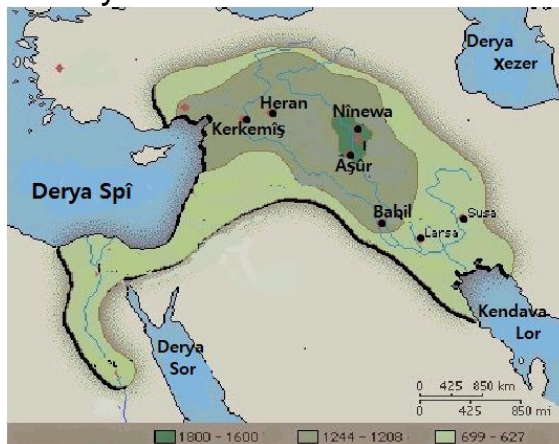 Derya
Xezer
Heran
Nînewa
Kerkemîş
Aşûr
Derya Spî
Babil
Susa
Larsa
Kendava
Lor
Derya
Sor
0 425 850 km
0 425 850 mi
1800 - 1600
1244 - 1208
699 - 627